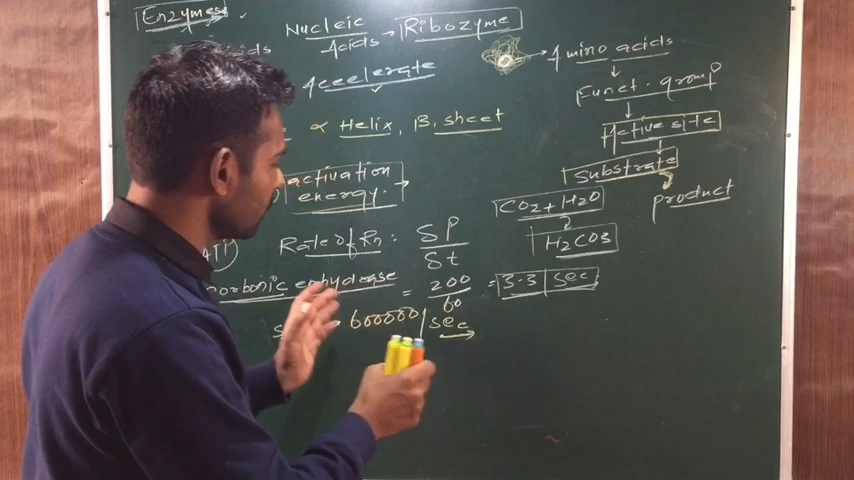 Enzymes
Nucleic
Acids → Ribozyme
Accelerate
α Helix, β sheet
activation
energy.
Rate of Rn: δP
δt
anhydrase
= 200
60
= 3.3 | sec
600000/sec
→ Amino acids
Funct. group
Active site
Substrate
product
CO2 + H2O
H2CO3